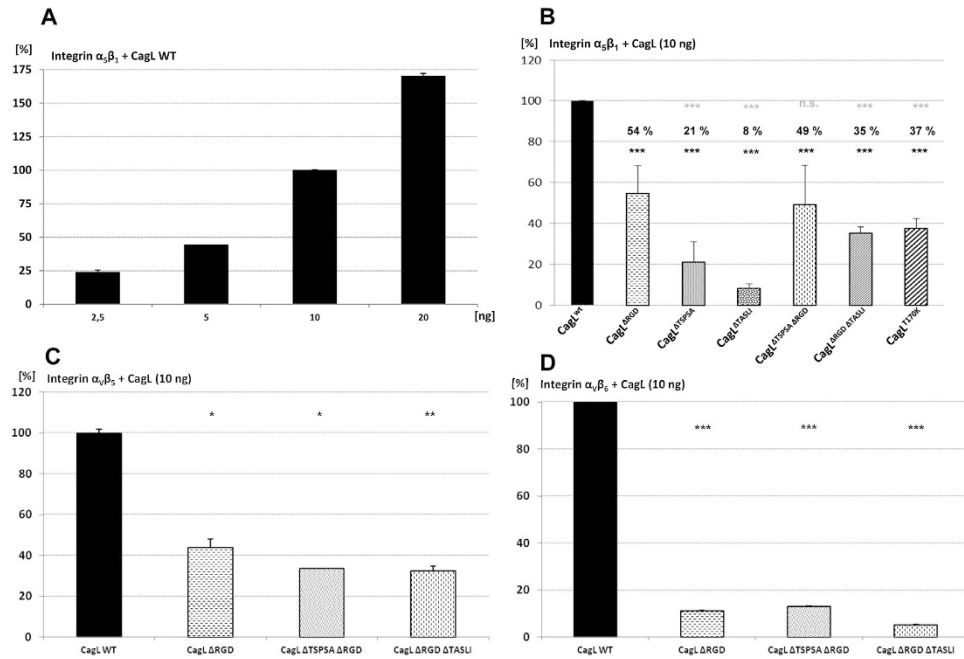 A
[%]
Integrin α5β1 + CagL WT
175
150
125
100
75
50
25
0
2,5
5
10
20
[ng]
B
[%]
Integrin α5β1 + CagL (10 ng)
120
100
80
60
40
20
0
*** *** n.s. *** ***
54 % 21 % 8 % 49 % 35 % 37 %
*** *** *** *** *** ***
CagLwt
CagLΔRGD
CagLΔTSPSA
CagLΔTASLI
CagLΔTSPSA ΔRGD
CagLΔRGD ΔTASLI
CagLT170K
C
[%]
Integrin αVβ5 + CagL (10 ng)
120
100
80
60
40
20
0
* * **
CagL WT
CagL ΔRGD
CagL ΔTSPSA ΔRGD
CagL ΔRGD ΔTASLI
D
[%]
Integrin αVβ6 + CagL (10 ng)
100
80
60
40
20
0
*** *** ***
CagL WT
CagL ΔRGD
CagL ΔTSPSA ΔRGD
CagL ΔRGD ΔTASLI